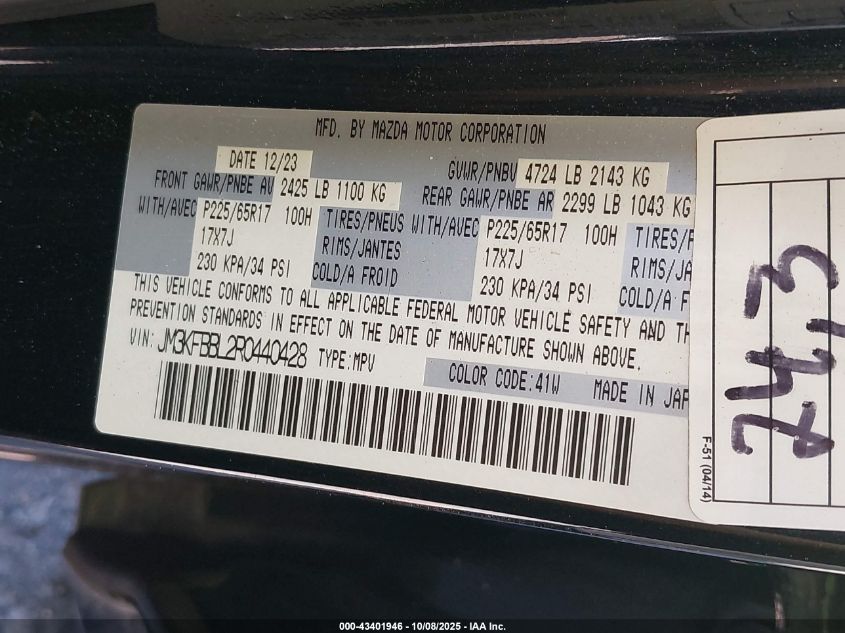 MFD. BY MAZDA MOTOR CORPORATION
DATE 12/23
GVWR/PNBV 4724 LB 2143 KG
FRONT GAWR/PNBE AV 2425 LB 1100 KG
REAR GAWR/PNBE AR 2299 LB 1043 KG
WITH/AVEC P225/65R17 100H TIRES/PNEUS WITH/AVEC P225/65R17 100H TIRES/P
17X7J RIMS/JANTES 17X7J RIMS/JA
230 KPA/34 PSI COLD/A FROID 230 KPA/34 PSI COLD/A F
THIS VEHICLE CONFORMS TO ALL APPLICABLE FEDERAL MOTOR VEHICLE SAFETY AND TH
PREVENTION STANDARDS IN EFFECT ON THE DATE OF MANUFACTURE SHOWN ABOVE.
VIN: JM3KFBBL2R0440428 TYPE:MPV
COLOR CODE:41W MADE IN JAP
F-51 (04/14)
000-43401946 - 10/08/2025 - IAA Inc.